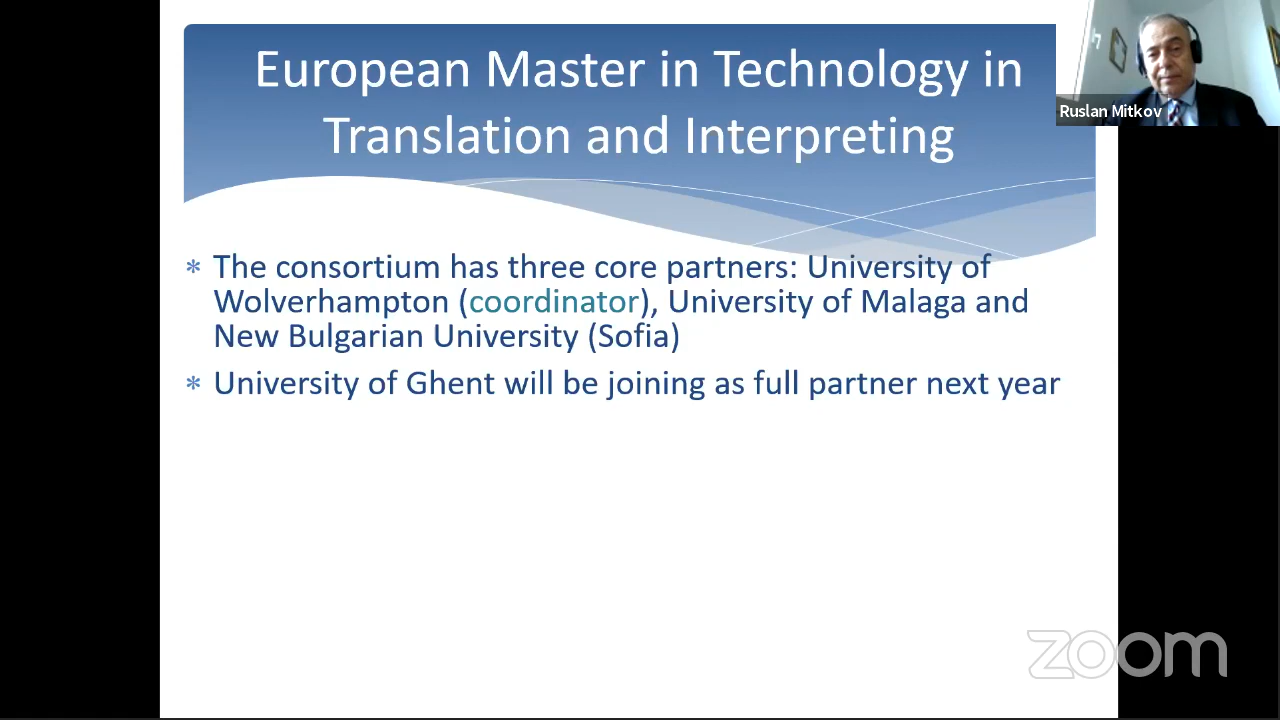 European Master in Technology in
Translation and Interpreting
Ruslan Mitkov
* The consortium has three core partners: University of
Wolverhampton (coordinator), University of Malaga and
New Bulgarian University (Sofia)
* University of Ghent will be joining as full partner next year
zoom